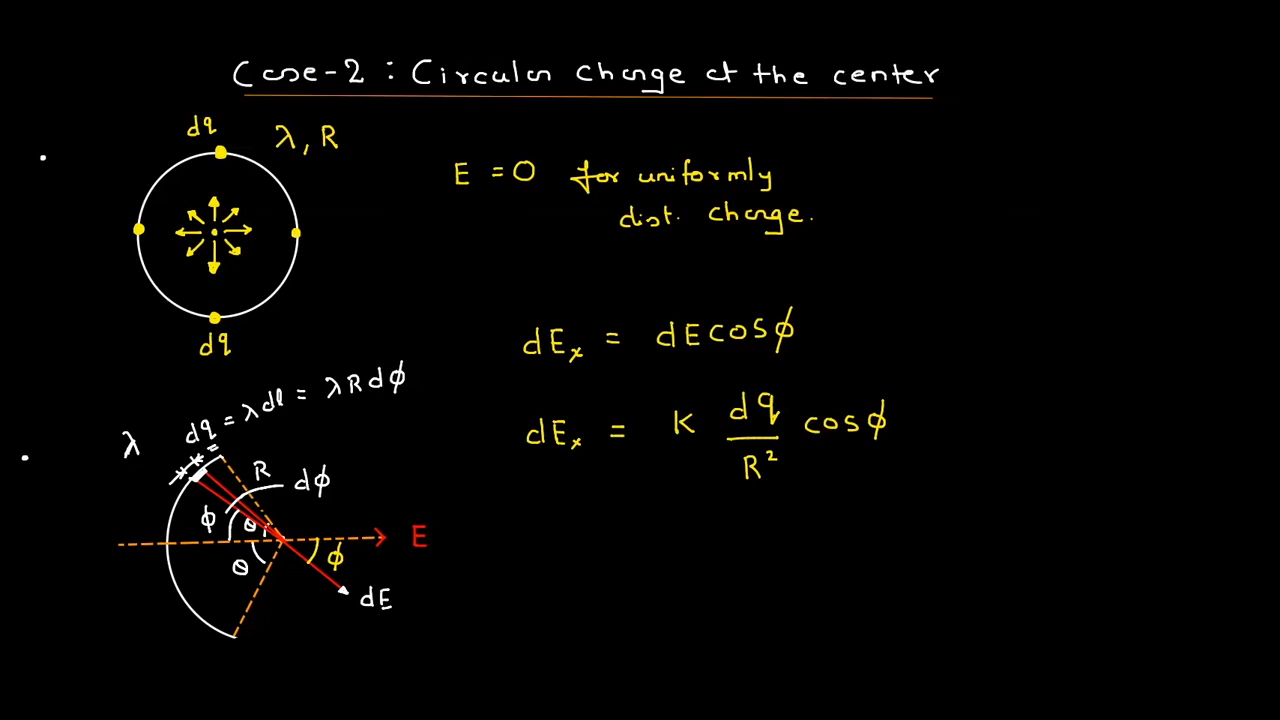 Case-2 : Circular charge at the center
dq
λ, R
E = 0 for uniformly
dist. charge.
dq
dEx = dE cosϕ
dq = λdl = λRdϕ
λ
dEx = K dq/R² cosϕ
R
dϕ
ϕ
θ
E
θ
ϕ
dE